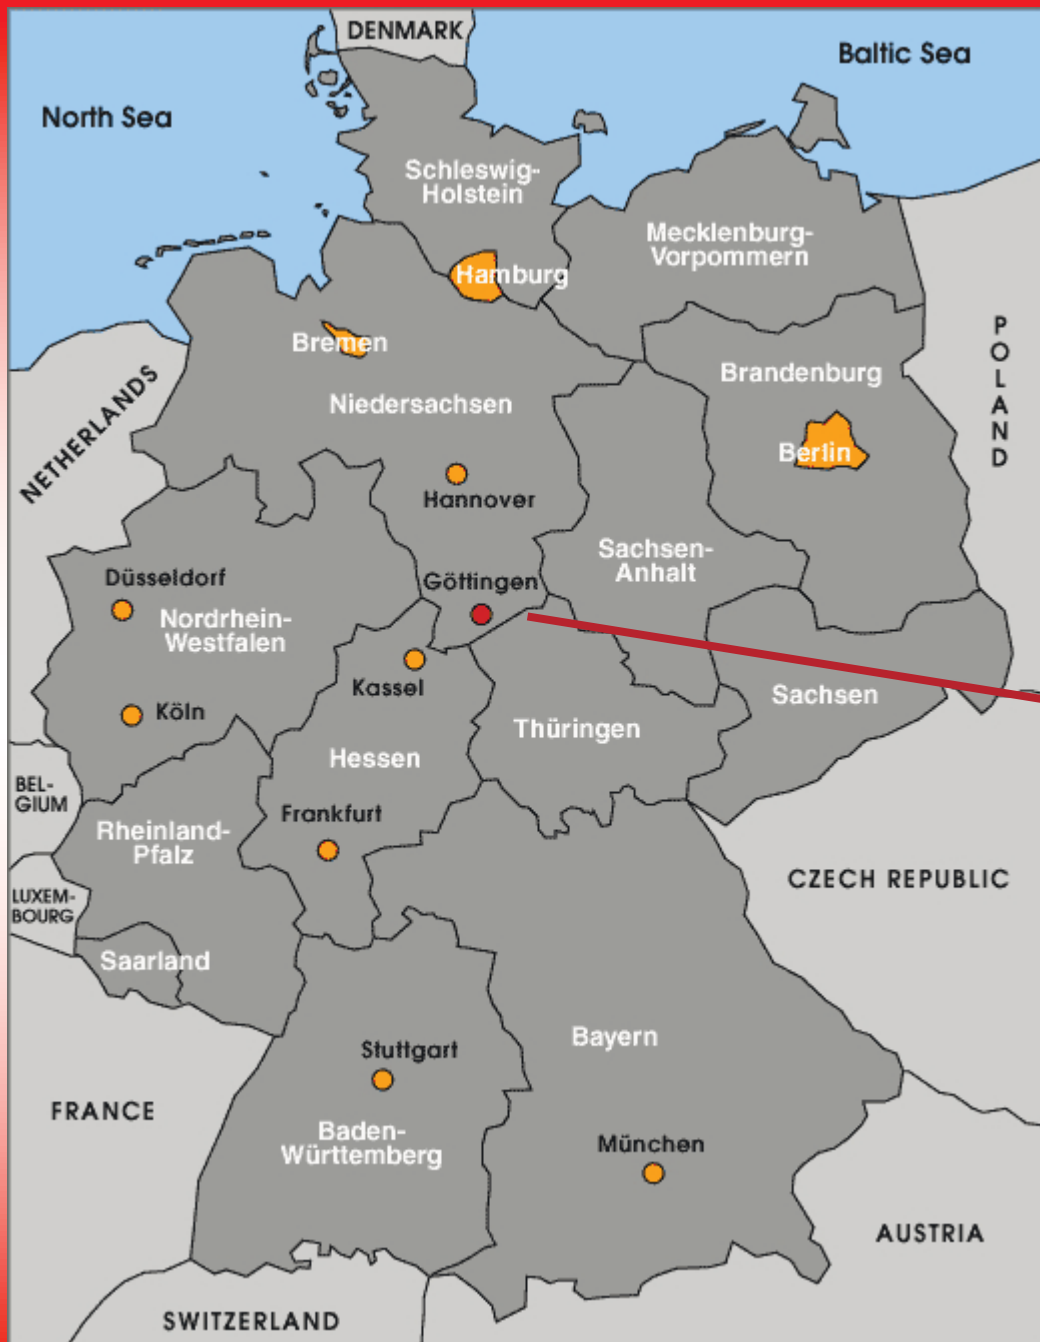 DENMARK
Baltic Sea
North Sea
Schleswig-
Holstein
Mecklenburg-
Vorpommern
Hamburg
Bremen
POLAND
Brandenburg
NETHERLANDS
Niedersachsen
Berlin
Hannover
Sachsen-
Anhalt
Düsseldorf
Göttingen
Nordrhein-
Westfalen
Kassel
Sachsen
Köln
Thüringen
Hessen
BEL-
GIUM
Frankfurt
Rheinland-
Pfalz
CZECH REPUBLIC
LUXEM-
BOURG
Saarland
Bayern
Stuttgart
FRANCE
Baden-
Württemberg
München
AUSTRIA
SWITZERLAND